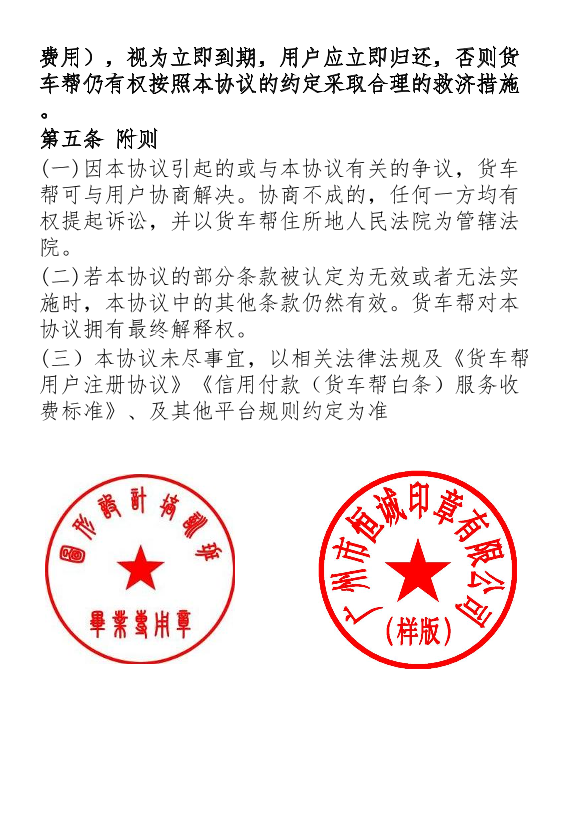 费用），视为立即到期，用户应立即归还，否则货
车帮仍有权按照本协议的约定采取合理的救济措施
。
第五条 附则
(一)因本协议引起的或与本协议有关的争议，货车
帮可与用户协商解决。协商不成的，任何一方均有
权提起诉讼，并以货车帮住所地人民法院为管辖法
院。
(二)若本协议的部分条款被认定为无效或者无法实
施时，本协议中的其他条款仍然有效。货车帮对本
协议拥有最终解释权。
(三）本协议未尽事宜，以相关法律法规及《货车帮
用户注册协议》《信用付款（货车帮白条）服务收
费标准》、及其他平台规则约定为准
圆形设计培训班
毕业专用章
广州市恒诚印章有限公司
（样版）